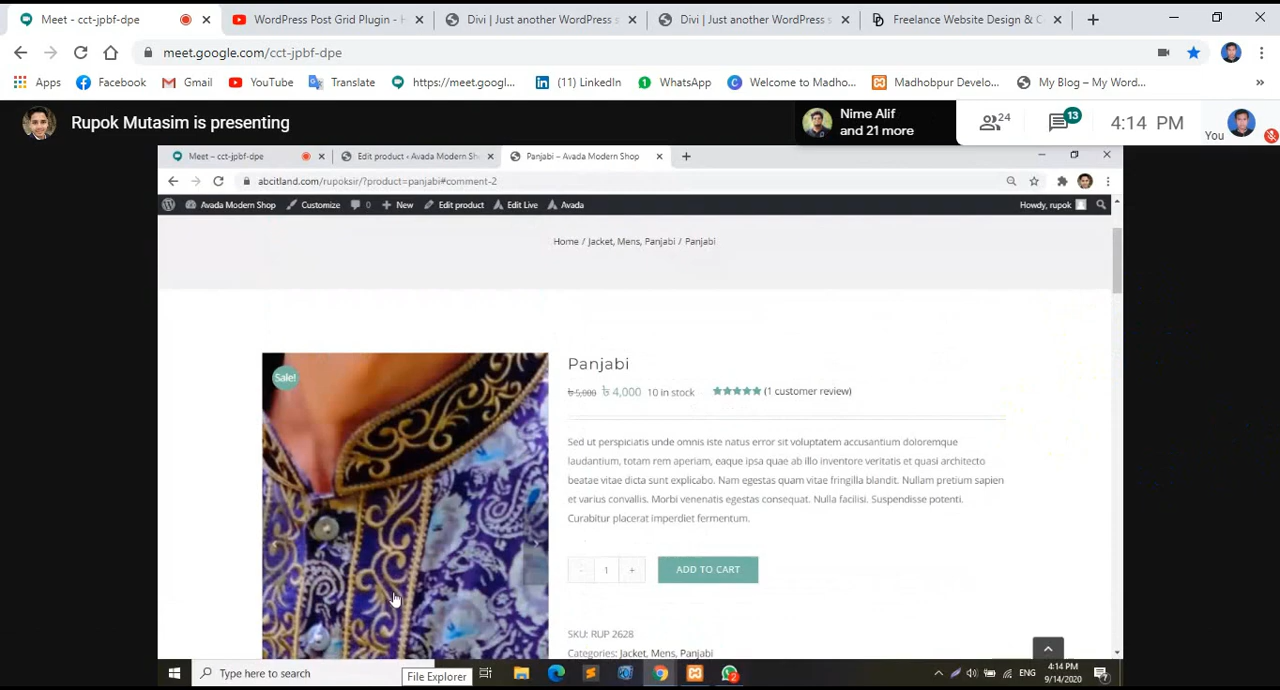 Meet - cct-jpbf-dpe
WordPress Post Grid Plugin - H
Divi | Just another WordPress s
Divi | Just another WordPress s
Freelance Website Design & C
meet.google.com/cct-jpbf-dpe
Apps
Facebook
Gmail
YouTube
Translate
https://meet.googl...
(11) LinkedIn
WhatsApp
Welcome to Madho...
Madhobpur Develo...
My Blog – My Word...
»
Rupok Mutasim is presenting
Nime Alif
and 21 more
24
13
4:14 PM
You
Meet – cct-jpbf-dpe
Edit product ‹ Avada Modern Sh
Panjabi – Avada Modern Shop
abcitland.com/rupoksir/?product=panjabi#comment-2
Avada Modern Shop
Customize
0
New
Edit product
Edit Live
Avada
Howdy, rupok
Home / Jacket, Mens, Panjabi / Panjabi
Sale!
Panjabi
৳ 5,000 ৳ 4,000 10 in stock (1 customer review)
Sed ut perspiciatis unde omnis iste natus error sit voluptatem accusantium doloremque
laudantium, totam rem aperiam, eaque ipsa quae ab illo inventore veritatis et quasi architecto
beatae vitae dicta sunt explicabo. Nam egestas quam vitae fringilla blandit. Nullam pretium sapien
et varius convallis. Morbi venenatis egestas consequat. Nulla facilisi. Suspendisse potenti.
Curabitur placerat imperdiet fermentum.
- 1 +
ADD TO CART
SKU: RUP 2628
Categories: Jacket, Mens, Panjabi
Type here to search
File Explorer
2
ENG
4:14 PM
9/14/2020
7